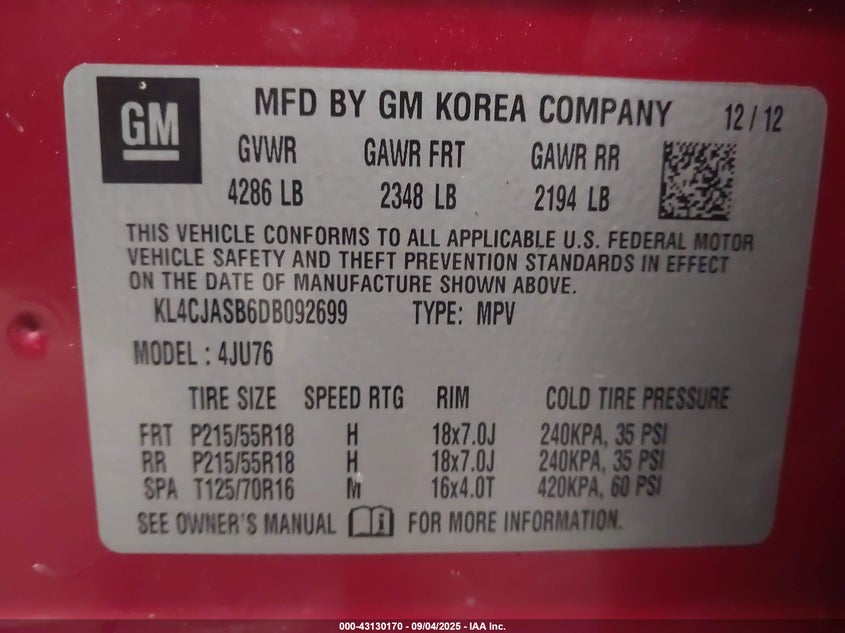 GM
MFD BY GM KOREA COMPANY 12/12
GVWR GAWR FRT GAWR RR
4286 LB 2348 LB 2194 LB
THIS VEHICLE CONFORMS TO ALL APPLICABLE U.S. FEDERAL MOTOR
VEHICLE SAFETY AND THEFT PREVENTION STANDARDS IN EFFECT
ON THE DATE OF MANUFACTURE SHOWN ABOVE.
KL4CJASB6DB092699 TYPE: MPV
MODEL : 4JU76
TIRE SIZE SPEED RTG RIM COLD TIRE PRESSURE
FRT P215/55R18 H 18x7.0J 240KPA, 35 PSI
RR P215/55R18 H 18x7.0J 240KPA, 35 PSI
SPA T125/70R16 M 16x4.0T 420KPA, 60 PSI
SEE OWNER'S MANUAL i FOR MORE INFORMATION.
000-43130170 - 09/04/2025 - IAA Inc.